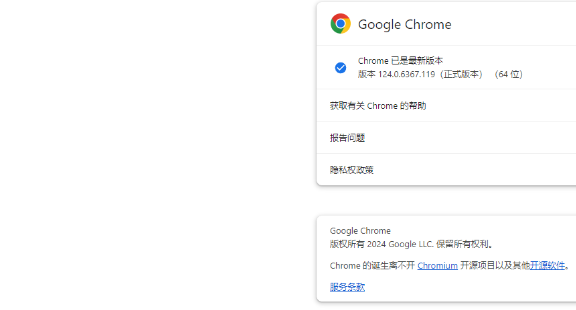 Google Chrome
Chrome 已是最新版本
版本 124.0.6367.119（正式版本） （64 位）
获取有关 Chrome 的帮助
报告问题
隐私权政策
Google Chrome
版权所有 2024 Google LLC. 保留所有权利。
Chrome 的诞生离不开 Chromium 开源项目以及其他开源软件。
服务条款